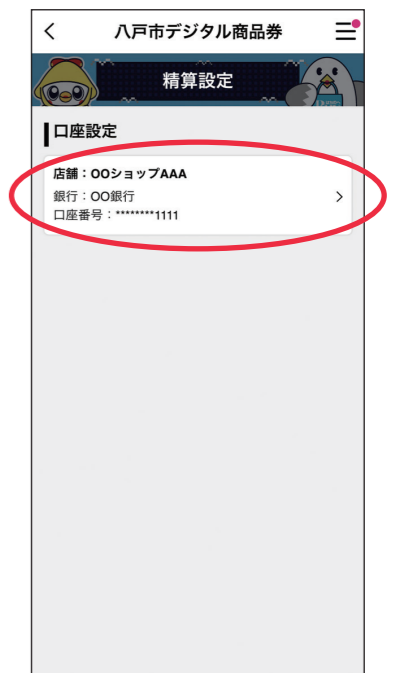 八戸市デジタル商品券
精算設定
口座設定
店舗：OOショップAAA
銀行：OO銀行
口座番号：********1111